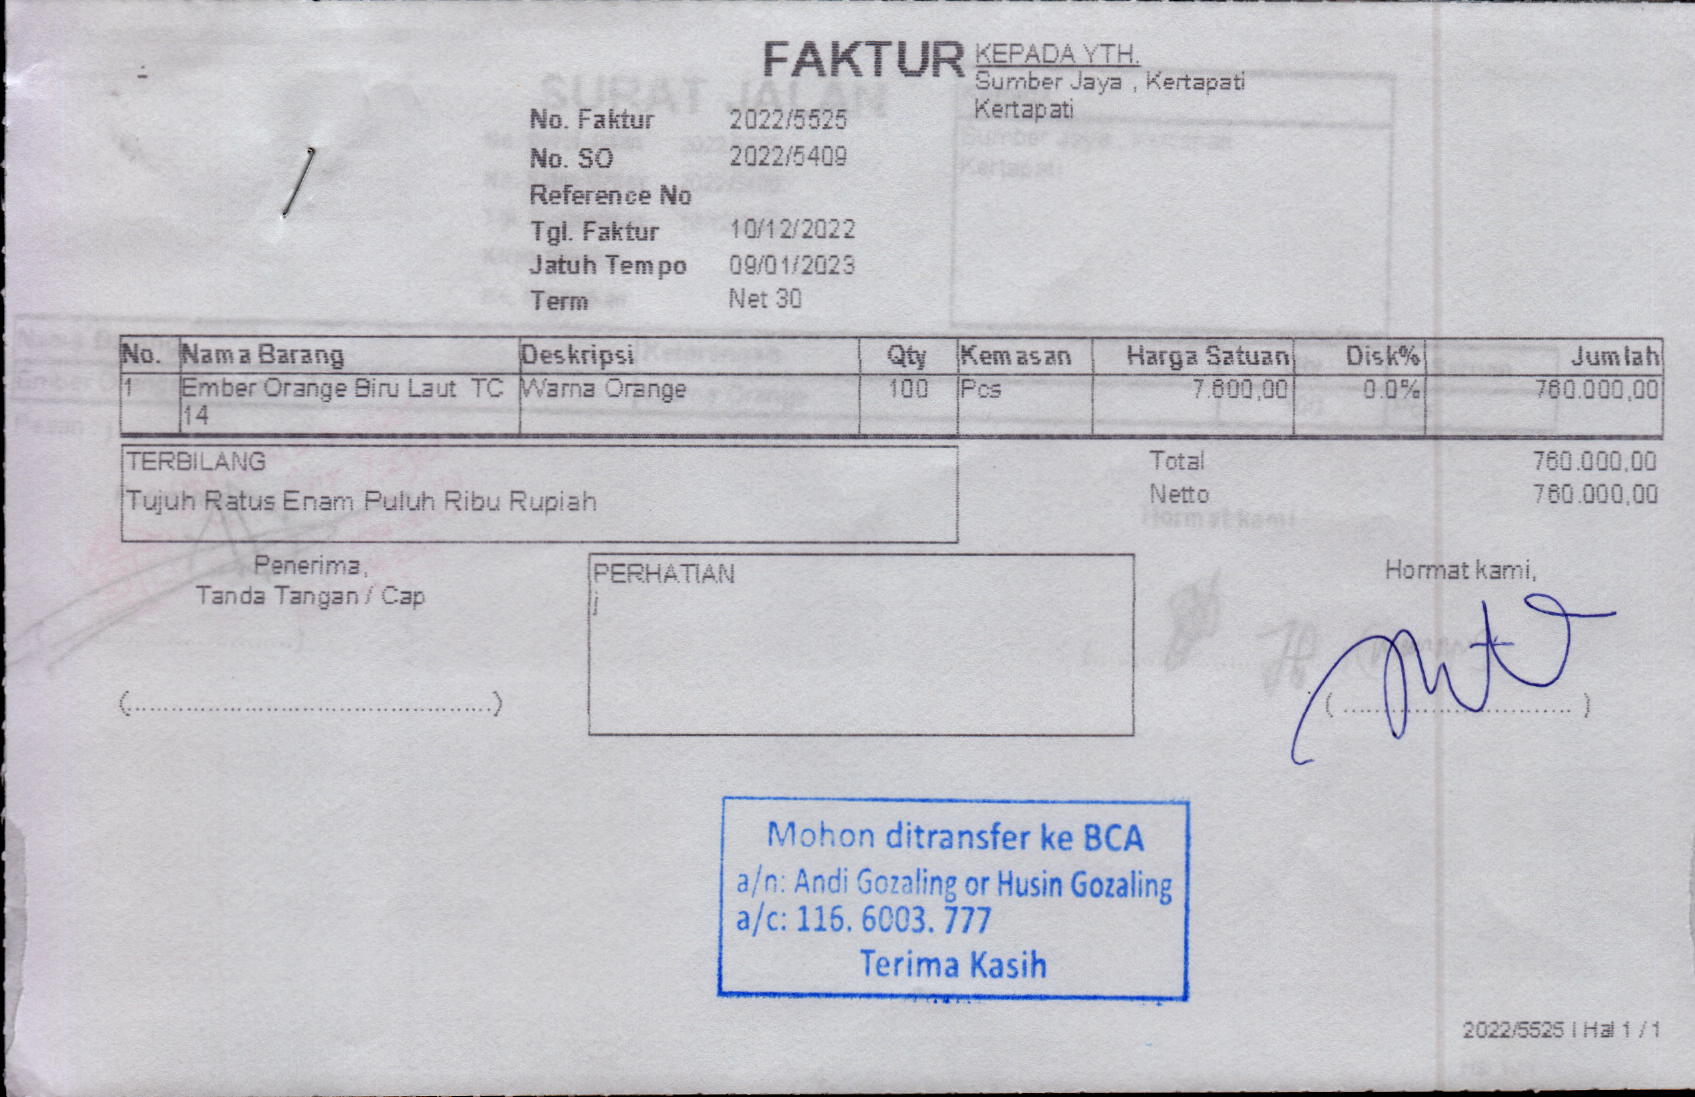 FAKTUR
KEPADA YTH.
Sumber Jaya , Kertapati
Kertapati
No. Faktur 2022/5525
No. SO 2022/5409
Reference No
Tgl. Faktur 10/12/2022
Jatuh Tempo 09/01/2023
Term Net 30
No. Nama Barang Deskripsi Qty Kemasan Harga Satuan Disk% Jumlah
1 Ember Orange Biru Laut TC Warna Orange 100 Pcs 7.600,00 0.0% 760.000,00
14
TERBILANG
Tujuh Ratus Enam Puluh Ribu Rupiah
Total 760.000,00
Netto 760.000,00
Penerima,
Tanda Tangan / Cap
(............................................)
PERHATIAN
j
Hormat kami,
( ............................ )
Mohon ditransfer ke BCA
a/n: Andi Gozaling or Husin Gozaling
a/c: 116. 6003. 777
Terima Kasih
2022/5525 | Hal 1 / 1